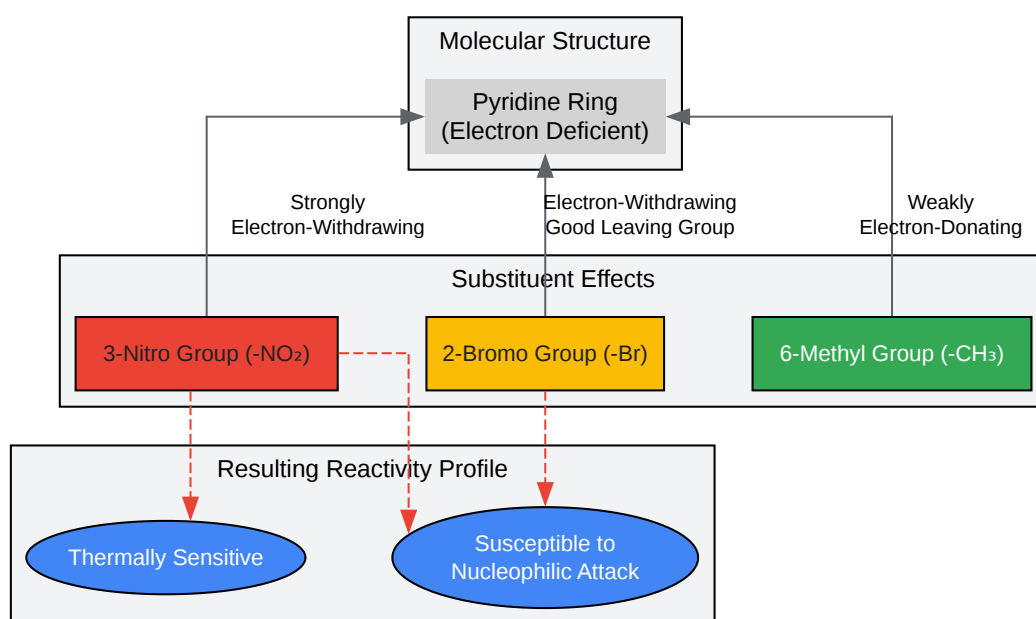 Molecular Structure
Pyridine Ring
(Electron Deficient)
Strongly
Electron-Withdrawing
Electron-Withdrawing
Good Leaving Group
Weakly
Electron-Donating
Substituent Effects
3-Nitro Group (-NO₂)
2-Bromo Group (-Br)
6-Methyl Group (-CH₃)
Resulting Reactivity Profile
Thermally Sensitive
Susceptible to
Nucleophilic Attack